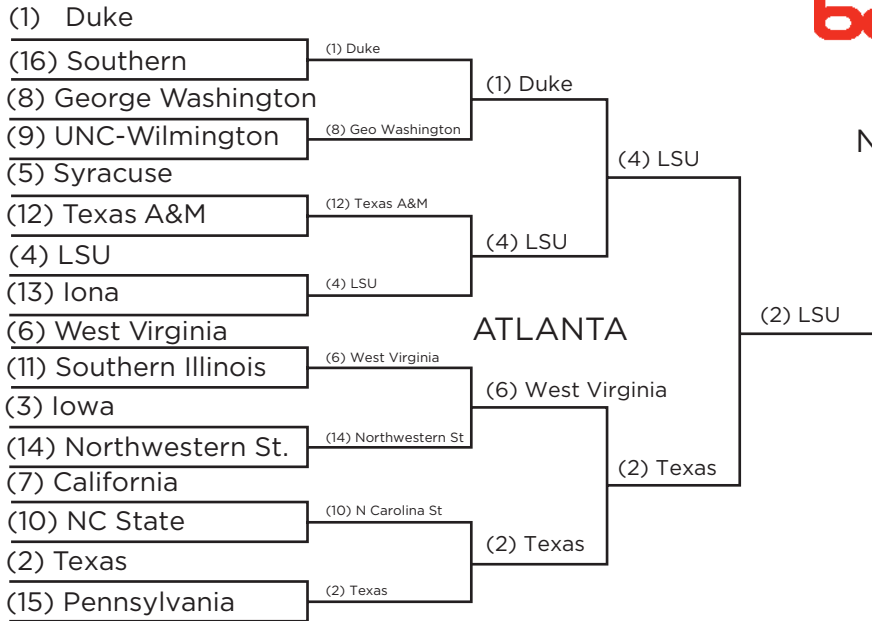 (1) Duke
(16) Southern
(8) George Washington
(9) UNC-Wilmington
(5) Syracuse
(12) Texas A&M
(4) LSU
(13) Iona
(6) West Virginia
(11) Southern Illinois
(3) Iowa
(14) Northwestern St.
(7) California
(10) NC State
(2) Texas
(15) Pennsylvania
(1) Duke
(8) Geo Washington
(12) Texas A&M
(4) LSU
(6) West Virginia
(14) Northwestern St
(10) N Carolina St
(2) Texas
(1) Duke
(4) LSU
ATLANTA
(6) West Virginia
(2) Texas
(4) LSU
(2) Texas
(2) LSU